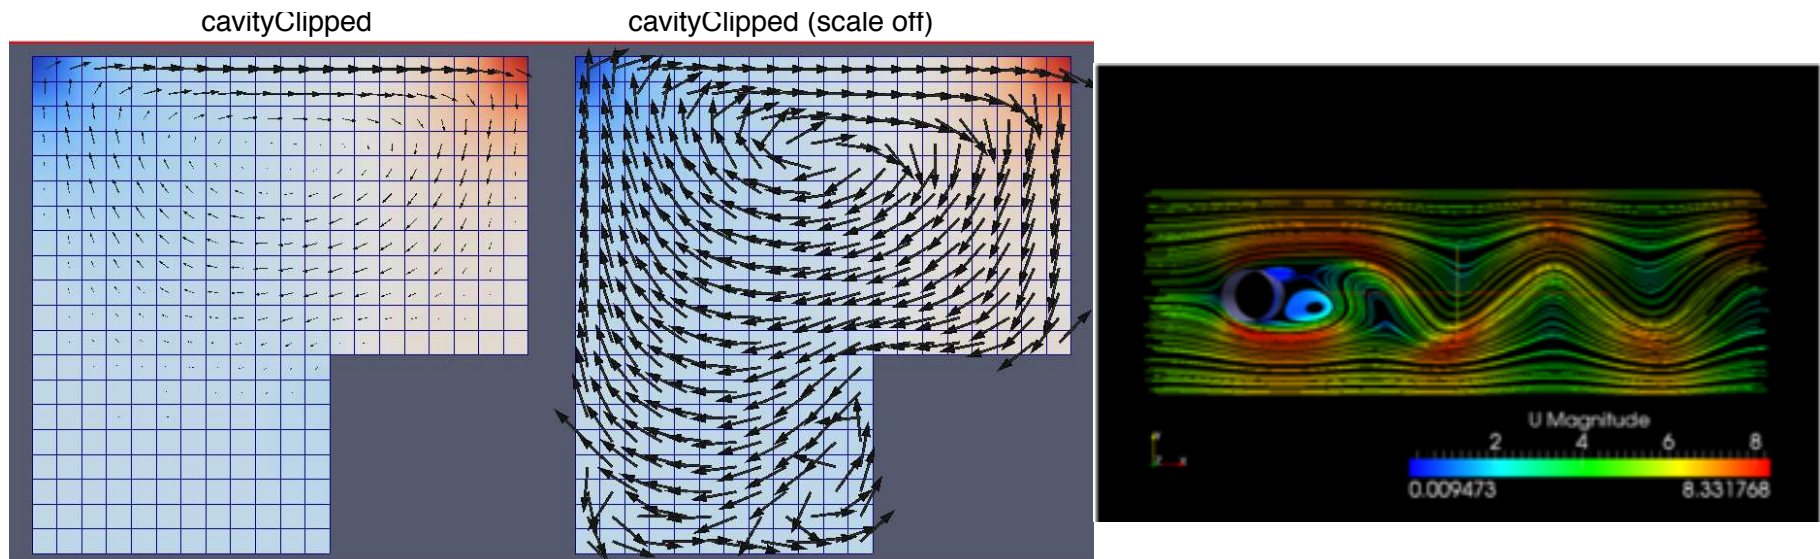 cavityClipped
cavityClipped (scale off)
U Magnitude
2 4 6 8
0.009473 8.331768